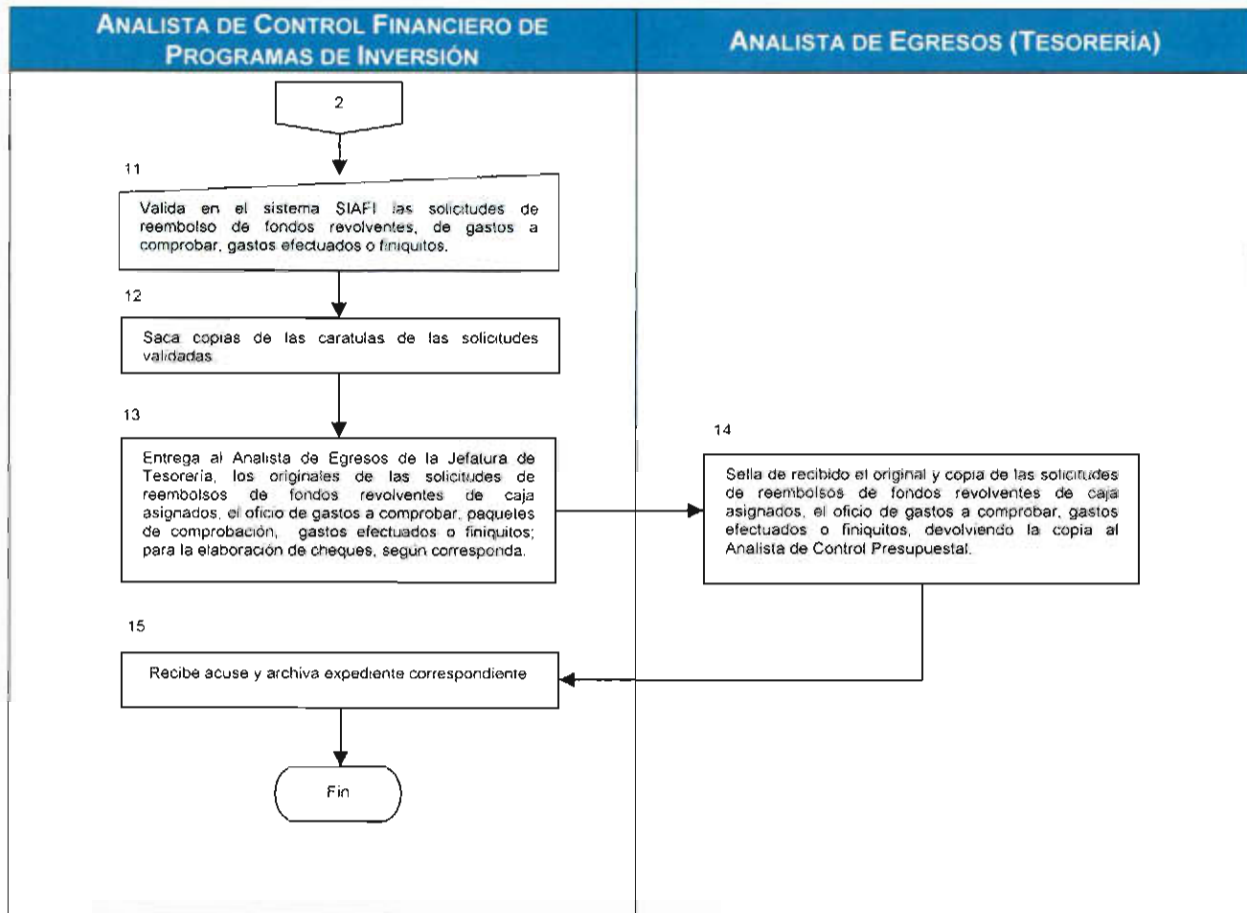 ANALISTA DE CONTROL FINANCIERO DE
PROGRAMAS DE INVERSIÓN
ANALISTA DE EGRESOS (TESORERÍA)
2
11
Valida en el sistema SIAFI las solicitudes de
reembolso de fondos revolventes, de gastos a
comprobar, gastos efectuados o finiquitos.
12
Saca copias de las caratulas de las solicitudes
validadas
13
Entrega al Analista de Egresos de la Jefatura de
Tesorería, los originales de las solicitudes de
reembolsos de fondos revolventes de caja
asignados, el oficio de gastos a comprobar, paquetes
de comprobación, gastos efectuados o finiquitos;
para la elaboración de cheques, según corresponda.
14
Sella de recibido el original y copia de las solicitudes
de reembolsos de fondos revolventes de caja
asignados, el oficio de gastos a comprobar, gastos
efectuados o finiquitos, devolviendo la copia al
Analista de Control Presupuestal.
15
Recibe acuse y archiva expediente correspondiente
Fin